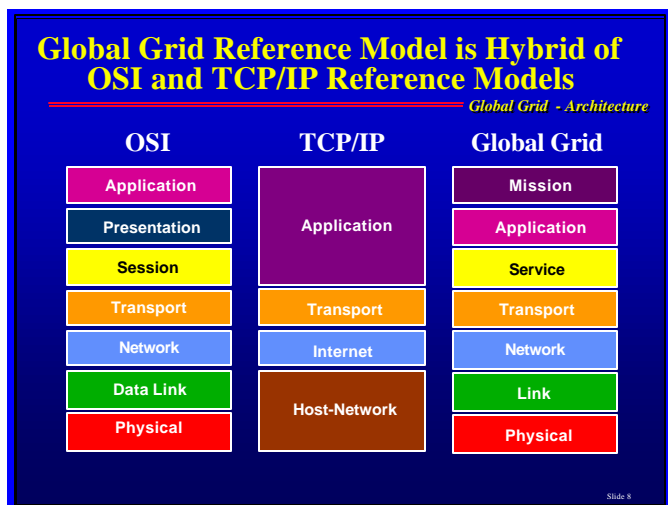 Global Grid Reference Model is Hybrid of
OSI and TCP/IP Reference Models
Global Grid - Architecture
OSI
TCP/IP
Global Grid
Application
Presentation
Session
Transport
Network
Data Link
Physical
Application
Transport
Internet
Host-Network
Mission
Application
Service
Transport
Network
Link
Physical
Slide 8